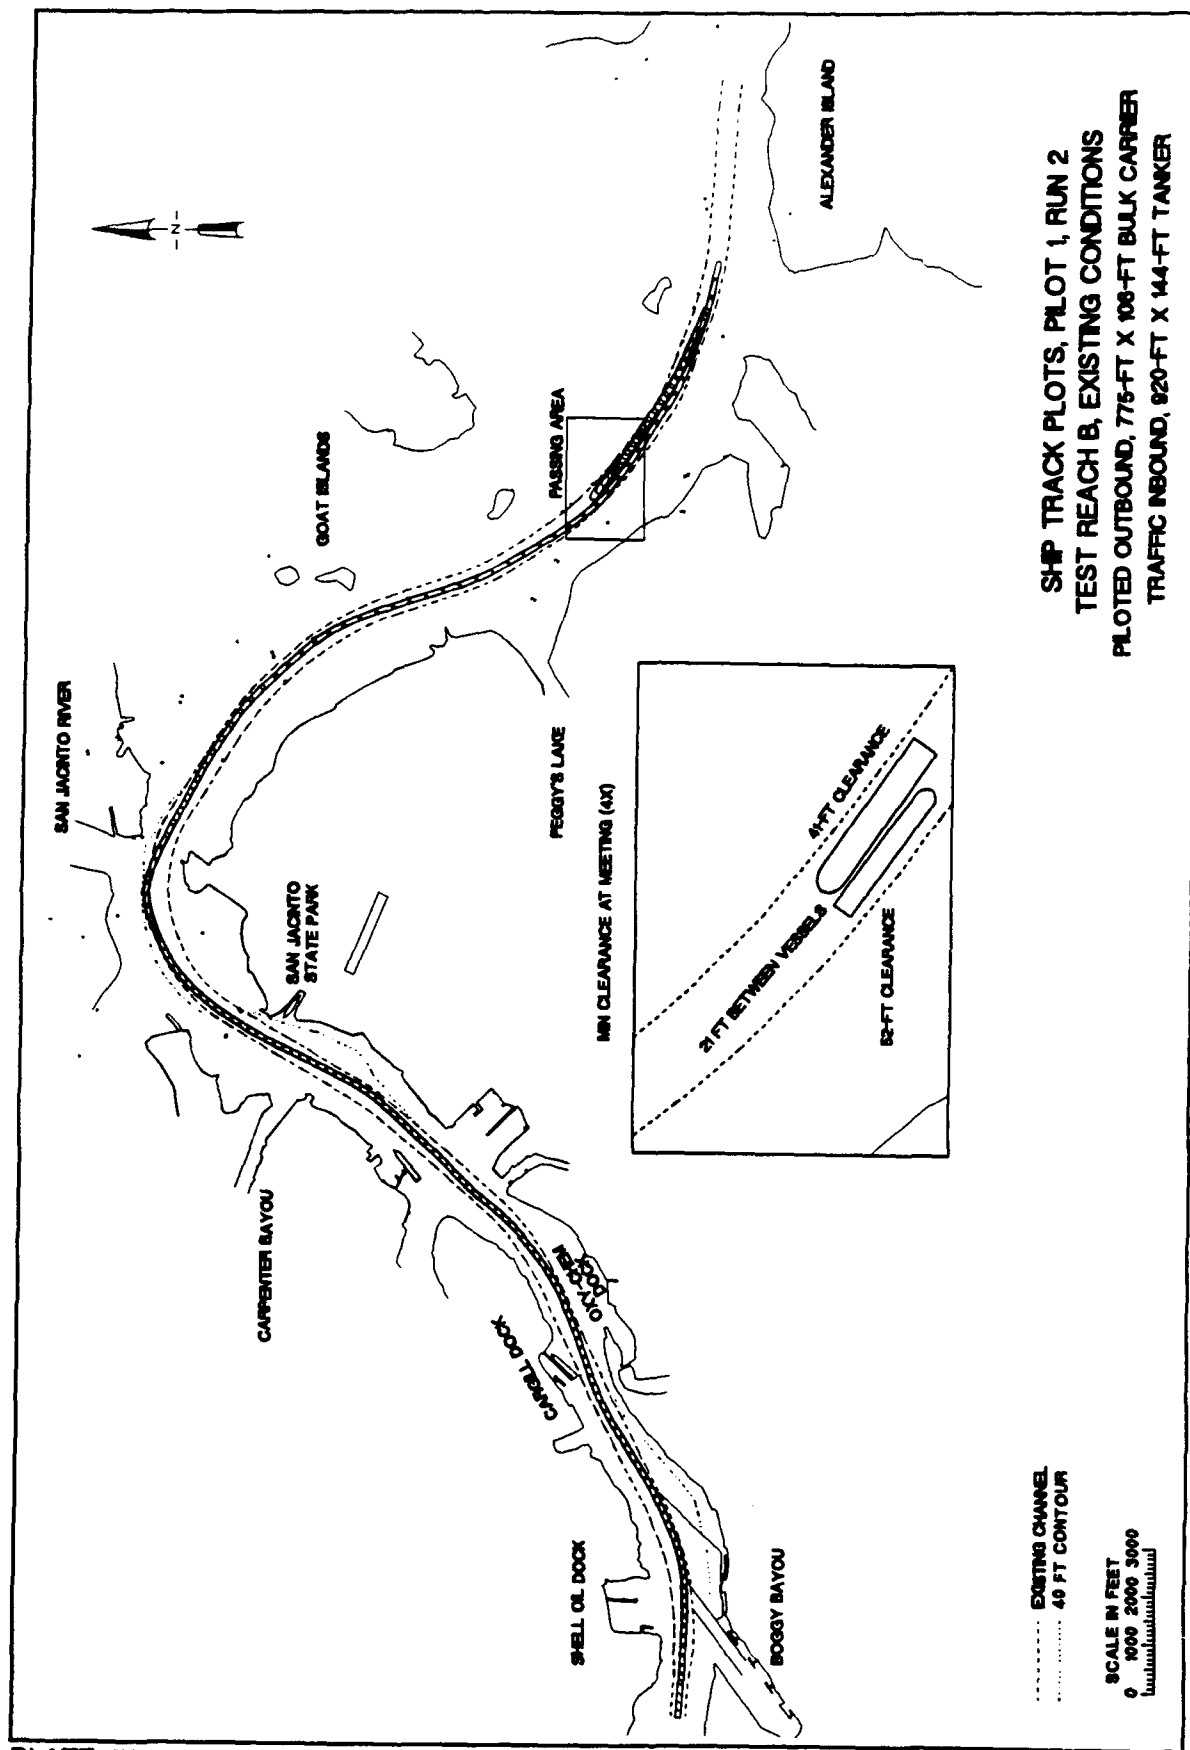 SAN JACINTO RIVER
GOAT ISLANDS
ALEXANDER ISLAND
N
PASSING AREA
SAN JACINTO
STATE PARK
PEGGY'S LAKE
CARPENTER BAYOU
CARGILL DOCK
OXY-CHEM
DOCK
SHELL OIL DOCK
BOGGY BAYOU
MIN CLEARANCE AT MEETING (4X)
41-FT CLEARANCE
21 FT BETWEEN VESSELS
52-FT CLEARANCE
EXISTING CHANNEL
40 FT CONTOUR
SCALE IN FEET
0 1000 2000 3000
SHIP TRACK PLOTS, PILOT 1, RUN 2
TEST REACH B, EXISTING CONDITIONS
PILOTED OUTBOUND, 775-FT X 106-FT BULK CARRIER
TRAFFIC INBOUND, 920-FT X 144-FT TANKER